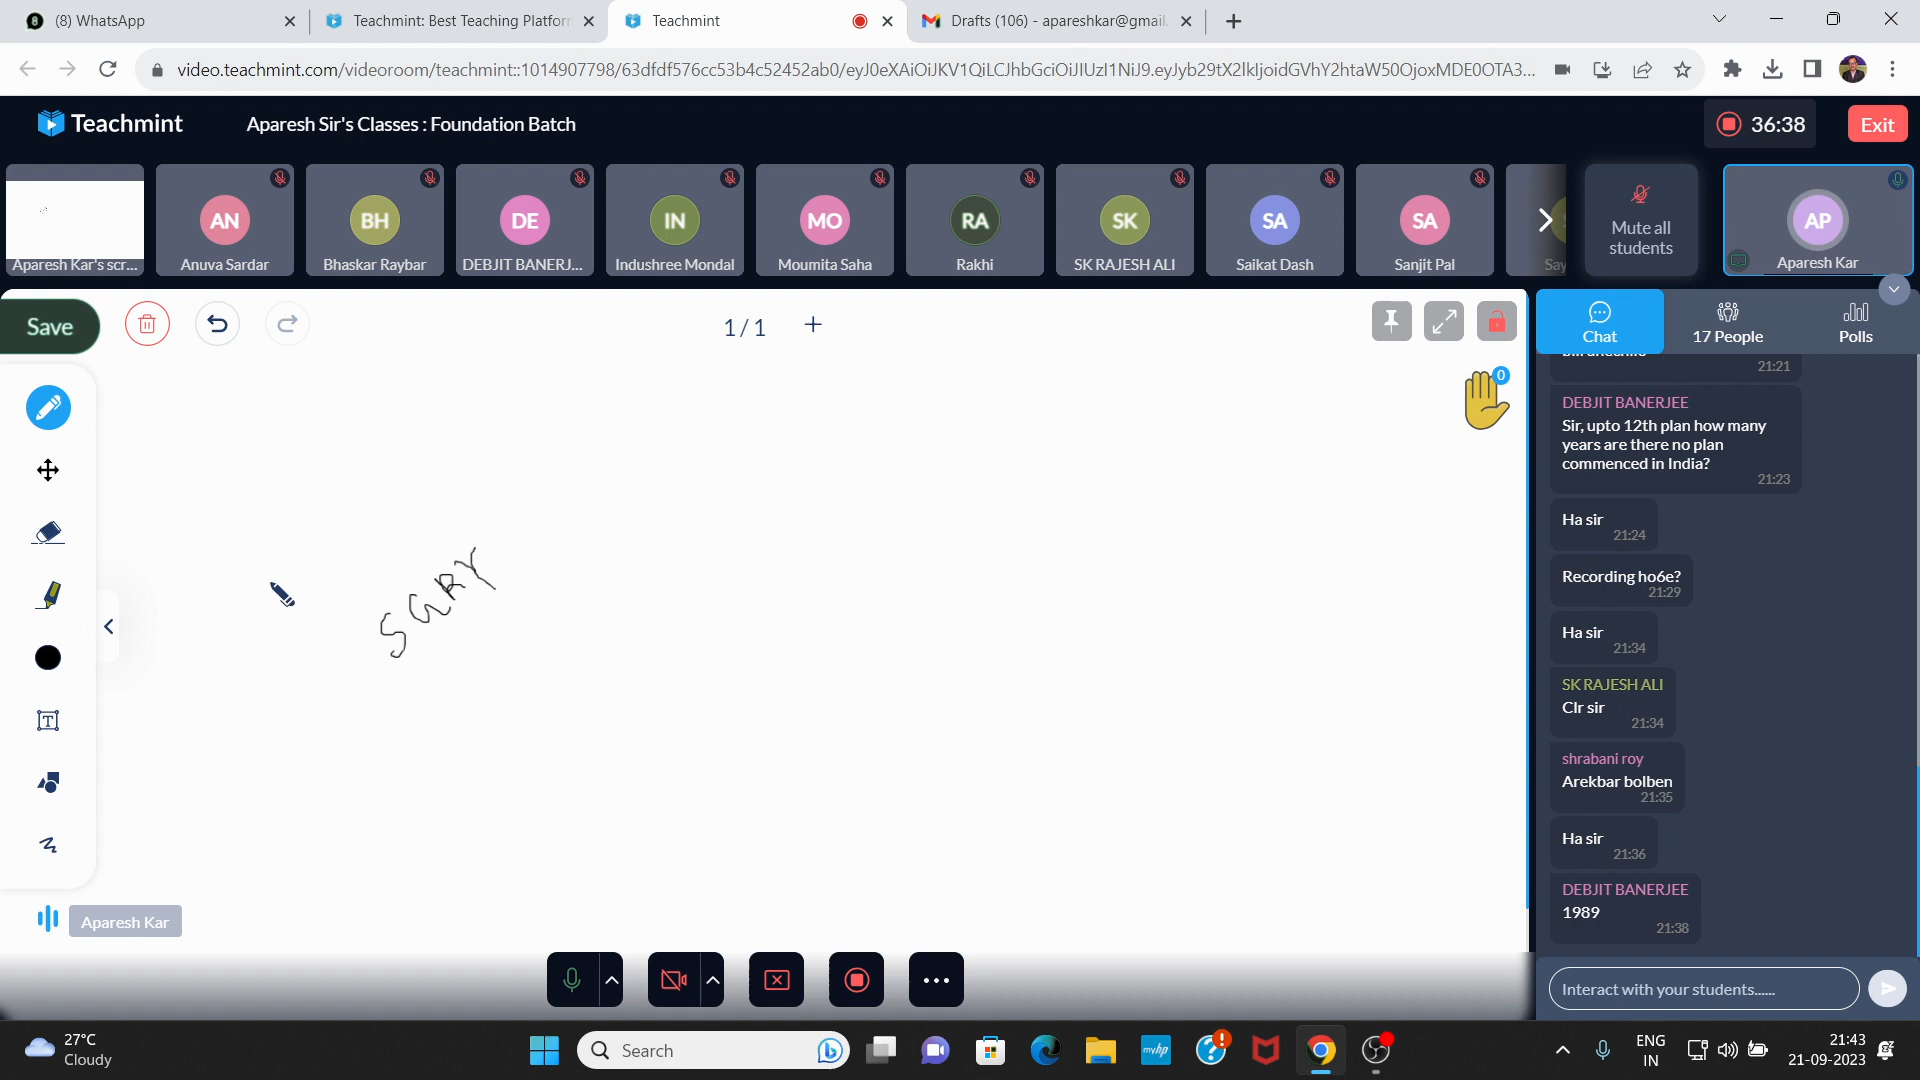 (8) WhatsApp
Teachmint: Best Teaching Platform
Teachmint
Drafts (106) - apareshkar@gmail.
video.teachmint.com/videoroom/teachmint::1014907798/63dfdf576cc53b4c52452ab0/eyJ0eXAiOiJKV1QiLCJhbGciOiJIUzI1NiJ9.eyJyb29tX2lkIjoidGVhY2htaW50OjoxMDE0OTA3...
Teachmint
Aparesh Sir's Classes : Foundation Batch
36:38
Exit
Aparesh Kar's scr...
AN
Anuva Sardar
BH
Bhaskar Raybar
DE
DEBJIT BANERJ...
IN
Indushree Mondal
MO
Moumita Saha
RA
Rakhi
SK
SK RAJESH ALI
SA
Saikat Dash
SA
Sanjit Pal
Say
Mute all
students
AP
Aparesh Kar
Save
1 / 1
0
SGRY
Aparesh Kar
Chat
17 People
Polls
21:21
DEBJIT BANERJEE
Sir, upto 12th plan how many
years are there no plan
commenced in India?
21:23
Ha sir
21:24
Recording ho6e?
21:29
Ha sir
21:34
SK RAJESH ALI
Clr sir
21:34
shrabani roy
Arekbar bolben
21:35
Ha sir
21:36
DEBJIT BANERJEE
1989
21:38
Interact with your students......
27°C
Cloudy
Search
myhp
ENG
IN
21:43
21-09-2023